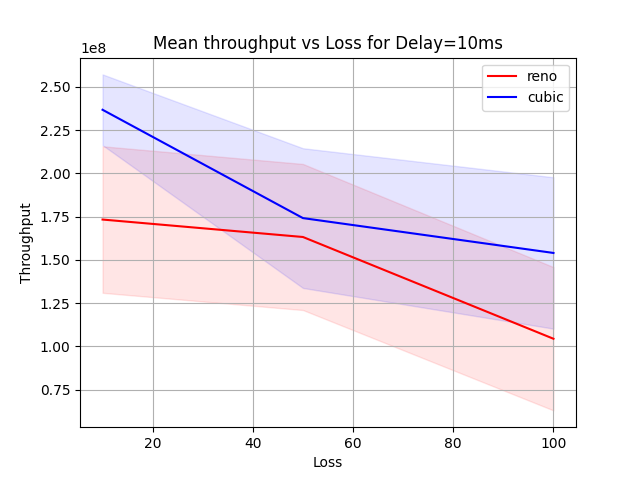 Mean throughput vs Loss for Delay=10ms
1e8
reno
cubic
2.50
2.25
2.00
1.75
1.50
1.25
1.00
0.75
Throughput
20 40 60 80 100
Loss